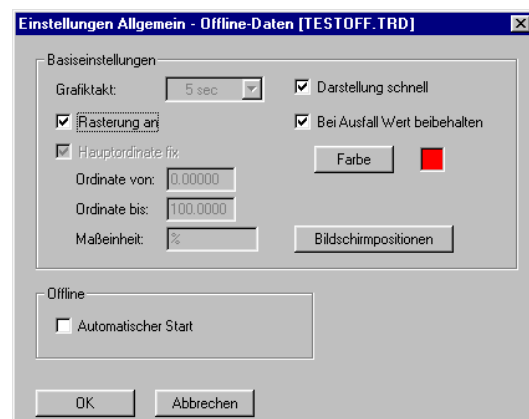 Einstellungen Allgemein - Offline-Daten [TESTOFF.TRD]
Basiseinstellungen
Grafiktakt: 5 sec
Darstellung schnell
Rasterung an
Bei Ausfall Wert beibehalten
Hauptordinate fix
Farbe
Ordinate von: 0.00000
Ordinate bis: 100.0000
Maßeinheit: %
Bildschirmpositionen
Offline
Automatischer Start
OK Abbrechen